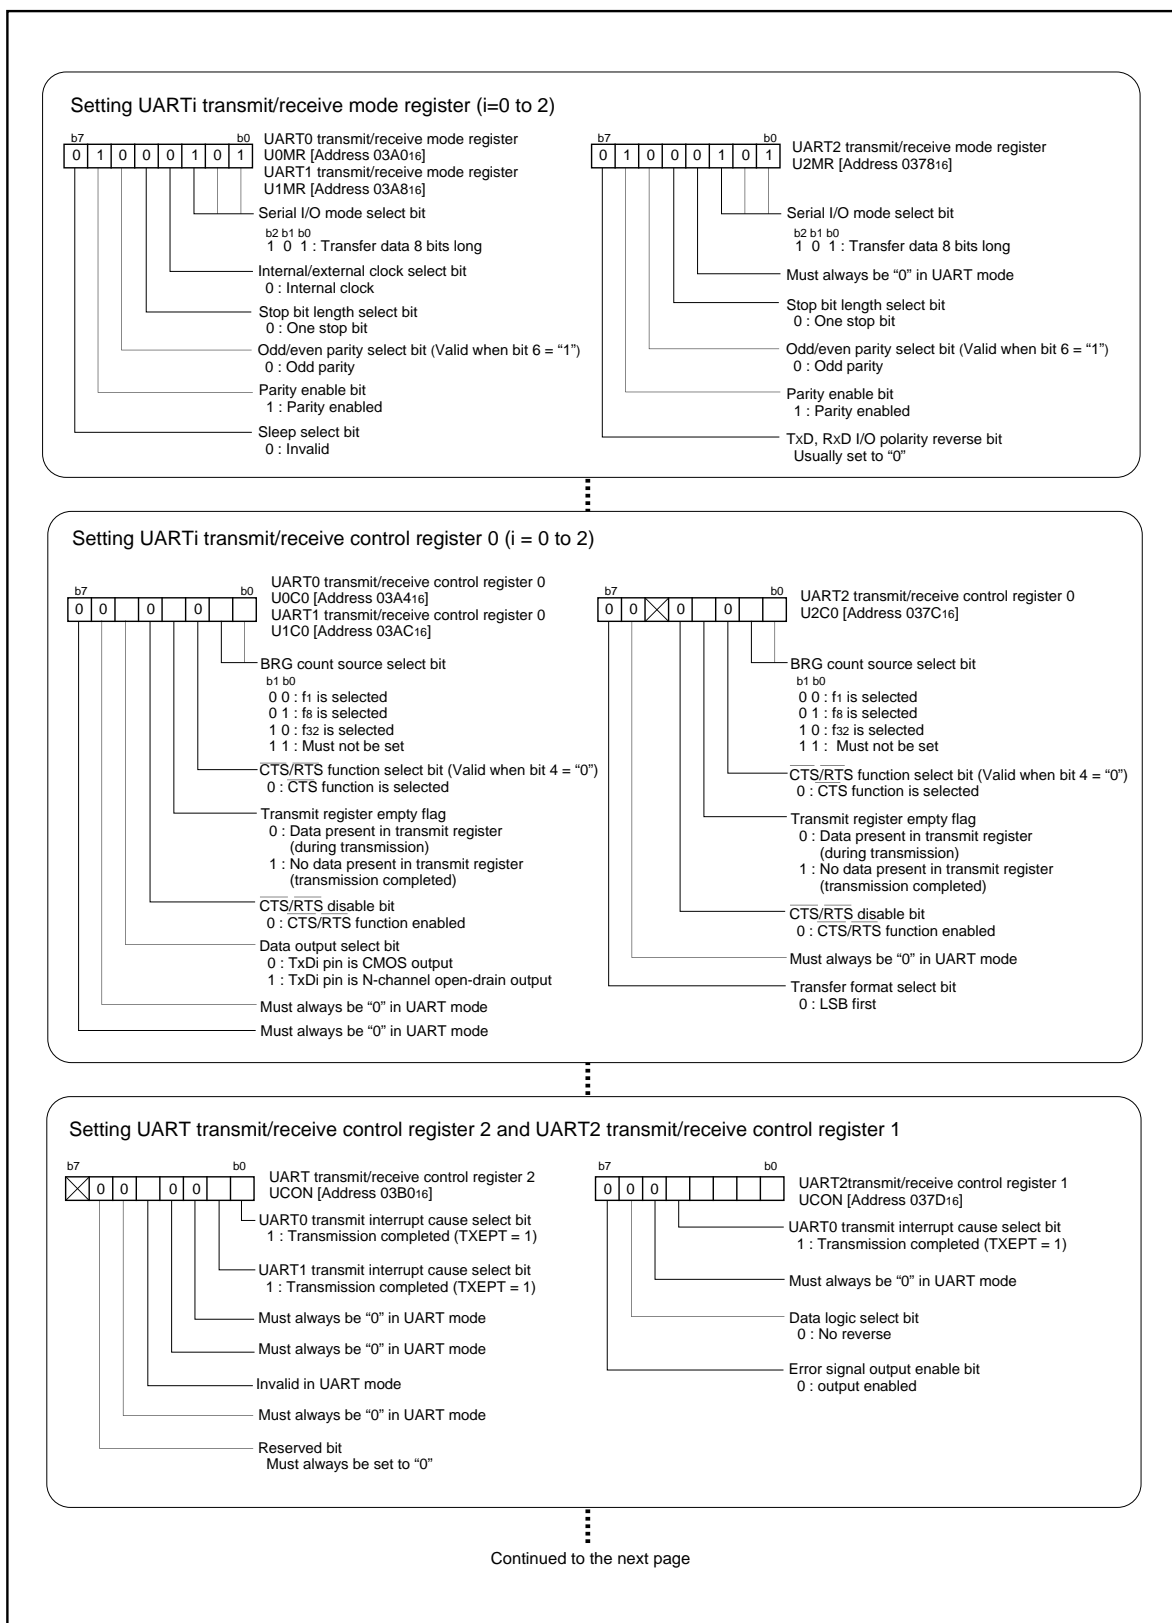 Setting UARTi transmit/receive mode register (i=0 to 2)
b7 b0
0 1 0 0 0 1 0 1
UART0 transmit/receive mode register
U0MR [Address 03A016]
UART1 transmit/receive mode register
U1MR [Address 03A816]
Serial I/O mode select bit
b2 b1 b0
1 0 1 : Transfer data 8 bits long
Internal/external clock select bit
0 : Internal clock
Stop bit length select bit
0 : One stop bit
Odd/even parity select bit (Valid when bit 6 = “1”)
0 : Odd parity
Parity enable bit
1 : Parity enabled
Sleep select bit
0 : Invalid
b7 b0
0 1 0 0 0 1 0 1
UART2 transmit/receive mode register
U2MR [Address 037816]
Serial I/O mode select bit
b2 b1 b0
1 0 1 : Transfer data 8 bits long
Must always be “0” in UART mode
Stop bit length select bit
0 : One stop bit
Odd/even parity select bit (Valid when bit 6 = “1”)
0 : Odd parity
Parity enable bit
1 : Parity enabled
TxD, RxD I/O polarity reverse bit
Usually set to “0”
Setting UARTi transmit/receive control register 0 (i = 0 to 2)
b7 b0
0 0 0 0
UART0 transmit/receive control register 0
U0C0 [Address 03A416]
UART1 transmit/receive control register 0
U1C0 [Address 03AC16]
BRG count source select bit
b1 b0
0 0 : f1 is selected
0 1 : f8 is selected
1 0 : f32 is selected
1 1 : Must not be set
CTS/RTS function select bit (Valid when bit 4 = “0”)
0 : CTS function is selected
Transmit register empty flag
0 : Data present in transmit register
(during transmission)
1 : No data present in transmit register
(transmission completed)
CTS/RTS disable bit
0 : CTS/RTS function enabled
Data output select bit
0 : TxDi pin is CMOS output
1 : TxDi pin is N-channel open-drain output
Must always be “0” in UART mode
Must always be “0” in UART mode
b7 b0
0 0 0 0
UART2 transmit/receive control register 0
U2C0 [Address 037C16]
BRG count source select bit
b1 b0
0 0 : f1 is selected
0 1 : f8 is selected
1 0 : f32 is selected
1 1 : Must not be set
CTS/RTS function select bit (Valid when bit 4 = “0”)
0 : CTS function is selected
Transmit register empty flag
0 : Data present in transmit register
(during transmission)
1 : No data present in transmit register
(transmission completed)
CTS/RTS disable bit
0 : CTS/RTS function enabled
Must always be “0” in UART mode
Transfer format select bit
0 : LSB first
Setting UART transmit/receive control register 2 and UART2 transmit/receive control register 1
b7 b0
0 0 0 0
UART transmit/receive control register 2
UCON [Address 03B016]
UART0 transmit interrupt cause select bit
1 : Transmission completed (TXEPT = 1)
UART1 transmit interrupt cause select bit
1 : Transmission completed (TXEPT = 1)
Must always be “0” in UART mode
Must always be “0” in UART mode
Invalid in UART mode
Must always be “0” in UART mode
Reserved bit
Must always be set to “0”
b7 b0
0 0 0
UART2transmit/receive control register 1
UCON [Address 037D16]
UART0 transmit interrupt cause select bit
1 : Transmission completed (TXEPT = 1)
Must always be “0” in UART mode
Data logic select bit
0 : No reverse
Error signal output enable bit
0 : output enabled
Continued to the next page